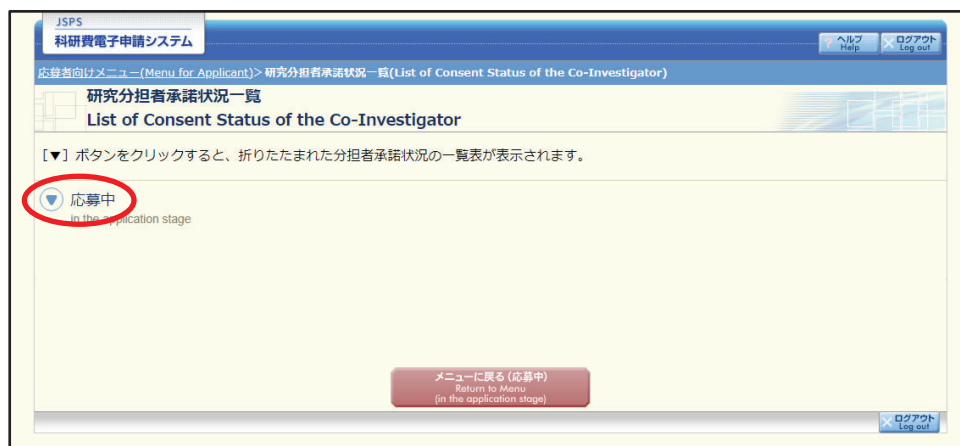 JSPS
科研費電子申請システム
ヘルプ
Help
ログアウト
Log out
応募者向けメニュー(Menu for Applicant)> 研究分担者承諾状況一覧(List of Consent Status of the Co-Investigator)
研究分担者承諾状況一覧
List of Consent Status of the Co-Investigator
[▼] ボタンをクリックすると、折りたたまれた分担者承諾状況の一覧表が表示されます。
応募中
in the application stage
メニューに戻る（応募中）
Return to Menu
(in the application stage)
ログアウト
Log out